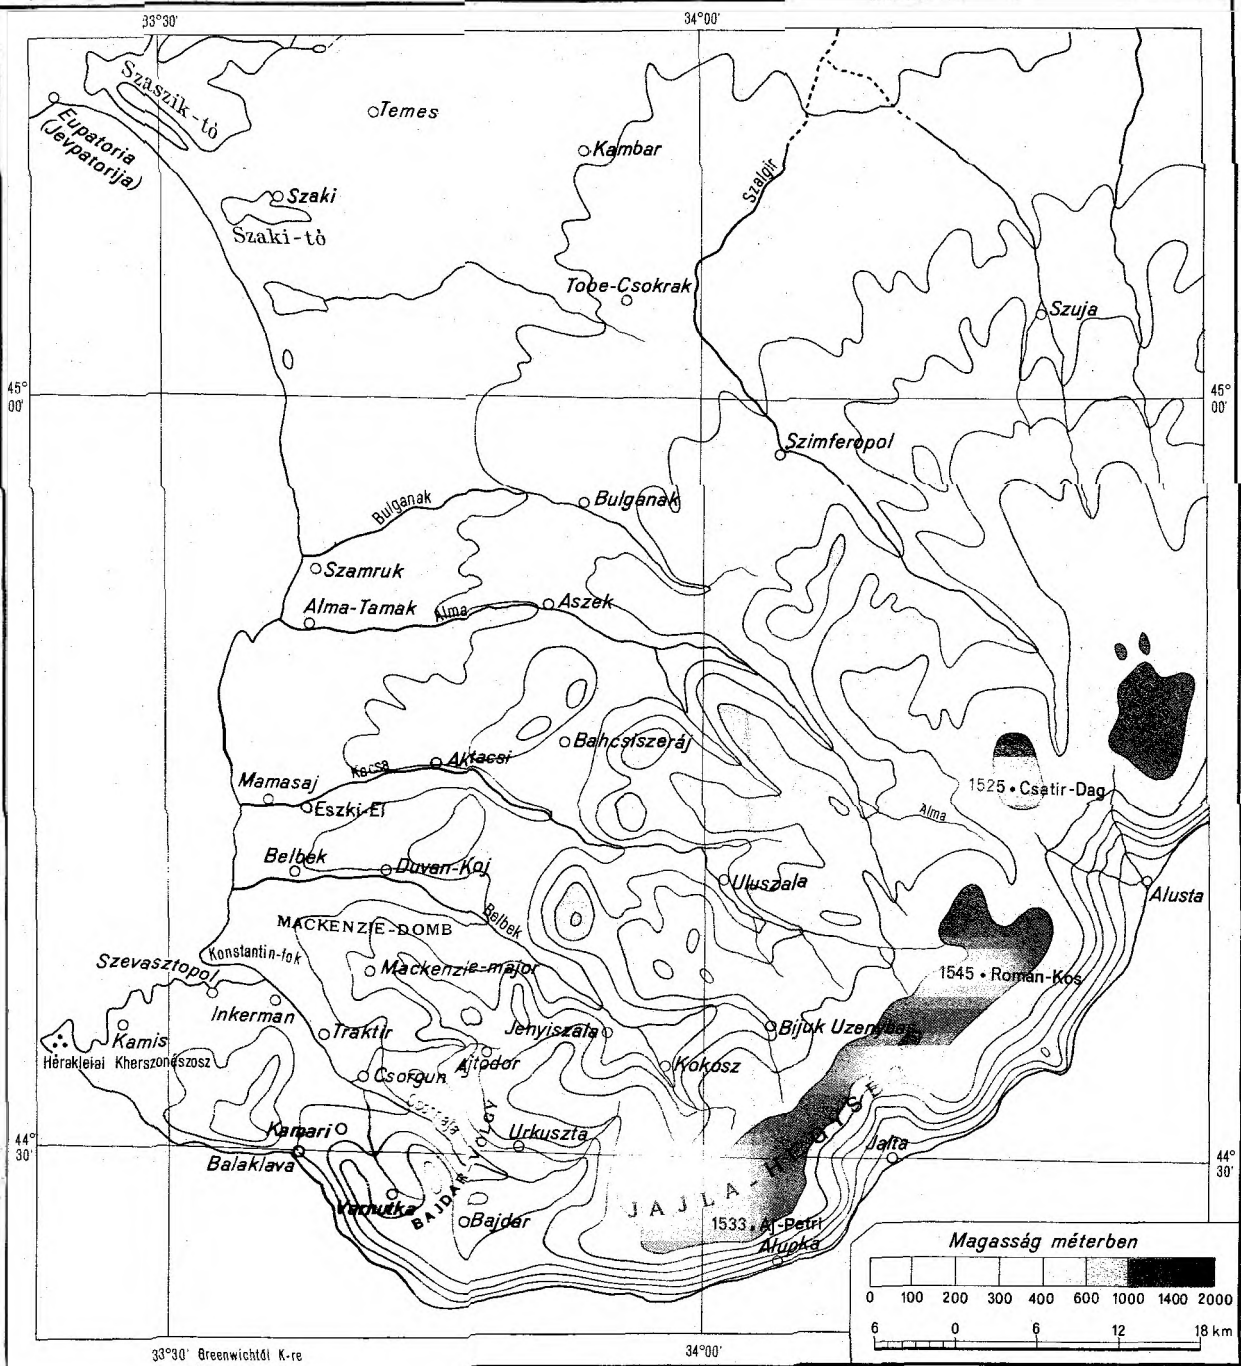 33°30'
34°00'
Szaszik-tó
Eupatoria
(Jevpatorija)
Temes
Kambar
Szalgir
Szaki
Szaki-tó
Tobe-Csokrak
Szuja
45°
00'
45°
00'
Szimferopol
Bulganak
Bulganak
Szamruk
Alma-Tamak
Alma
Aszek
Bahcsiszeráj
Kacsa
Aktacsi
Mamasaj
Eszki-El
1525 • Csatir-Dag
Alma
Belbek
Duvan-Koj
Uluszala
Alusta
Belbek
MACKENZIE-DOMB
Konstantin-fok
Szevasztopol
Mackenzie-major
1545 • Roman-Kos
Inkerman
Kamis
Traktir
Jenyiszala
Bijuk Uzenybas
Hérakleiai Kherszonészosz
Csorgun
Ajtodor
Kokosz
Kamari
Urkuszta
Jalta
44°
30'
44°
30'
Balaklava
BAJDAR-VÖLGY
JAJLA-HEGYSÉG
Varnutka
Bajdar
1533 • Aj-Petri
Alupka
Magasság méterben
0 100 200 300 400 600 1000 1400 2000
6 0 6 12 18 km
33°30' Greenwichtől K-re
34°00'